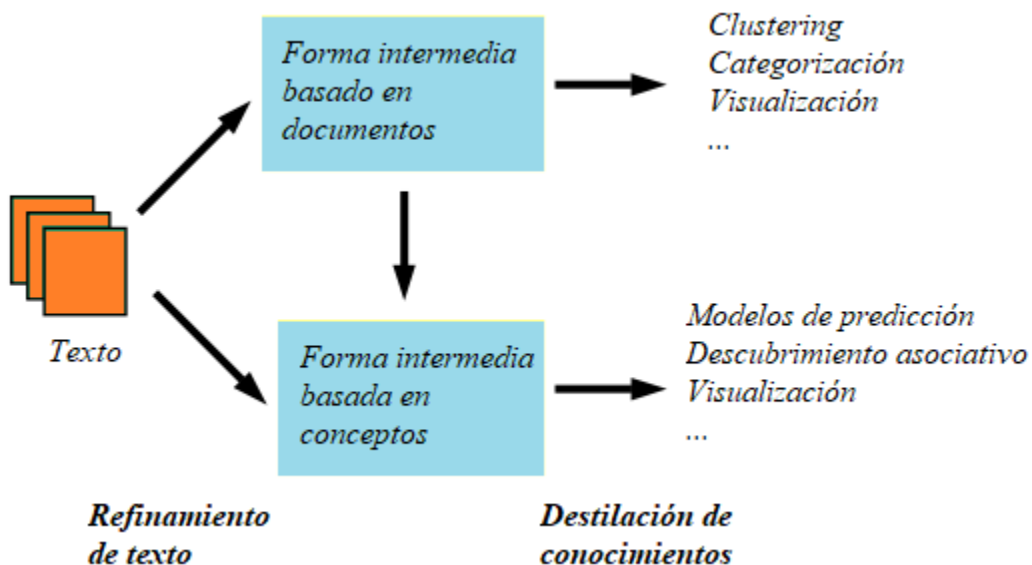 Forma intermedia
basado en
documentos
Clustering
Categorización
Visualización
...
Texto
Forma intermedia
basada en
conceptos
Modelos de predicción
Descubrimiento asociativo
Visualización
...
Refinamiento
de texto
Destilación de
conocimientos